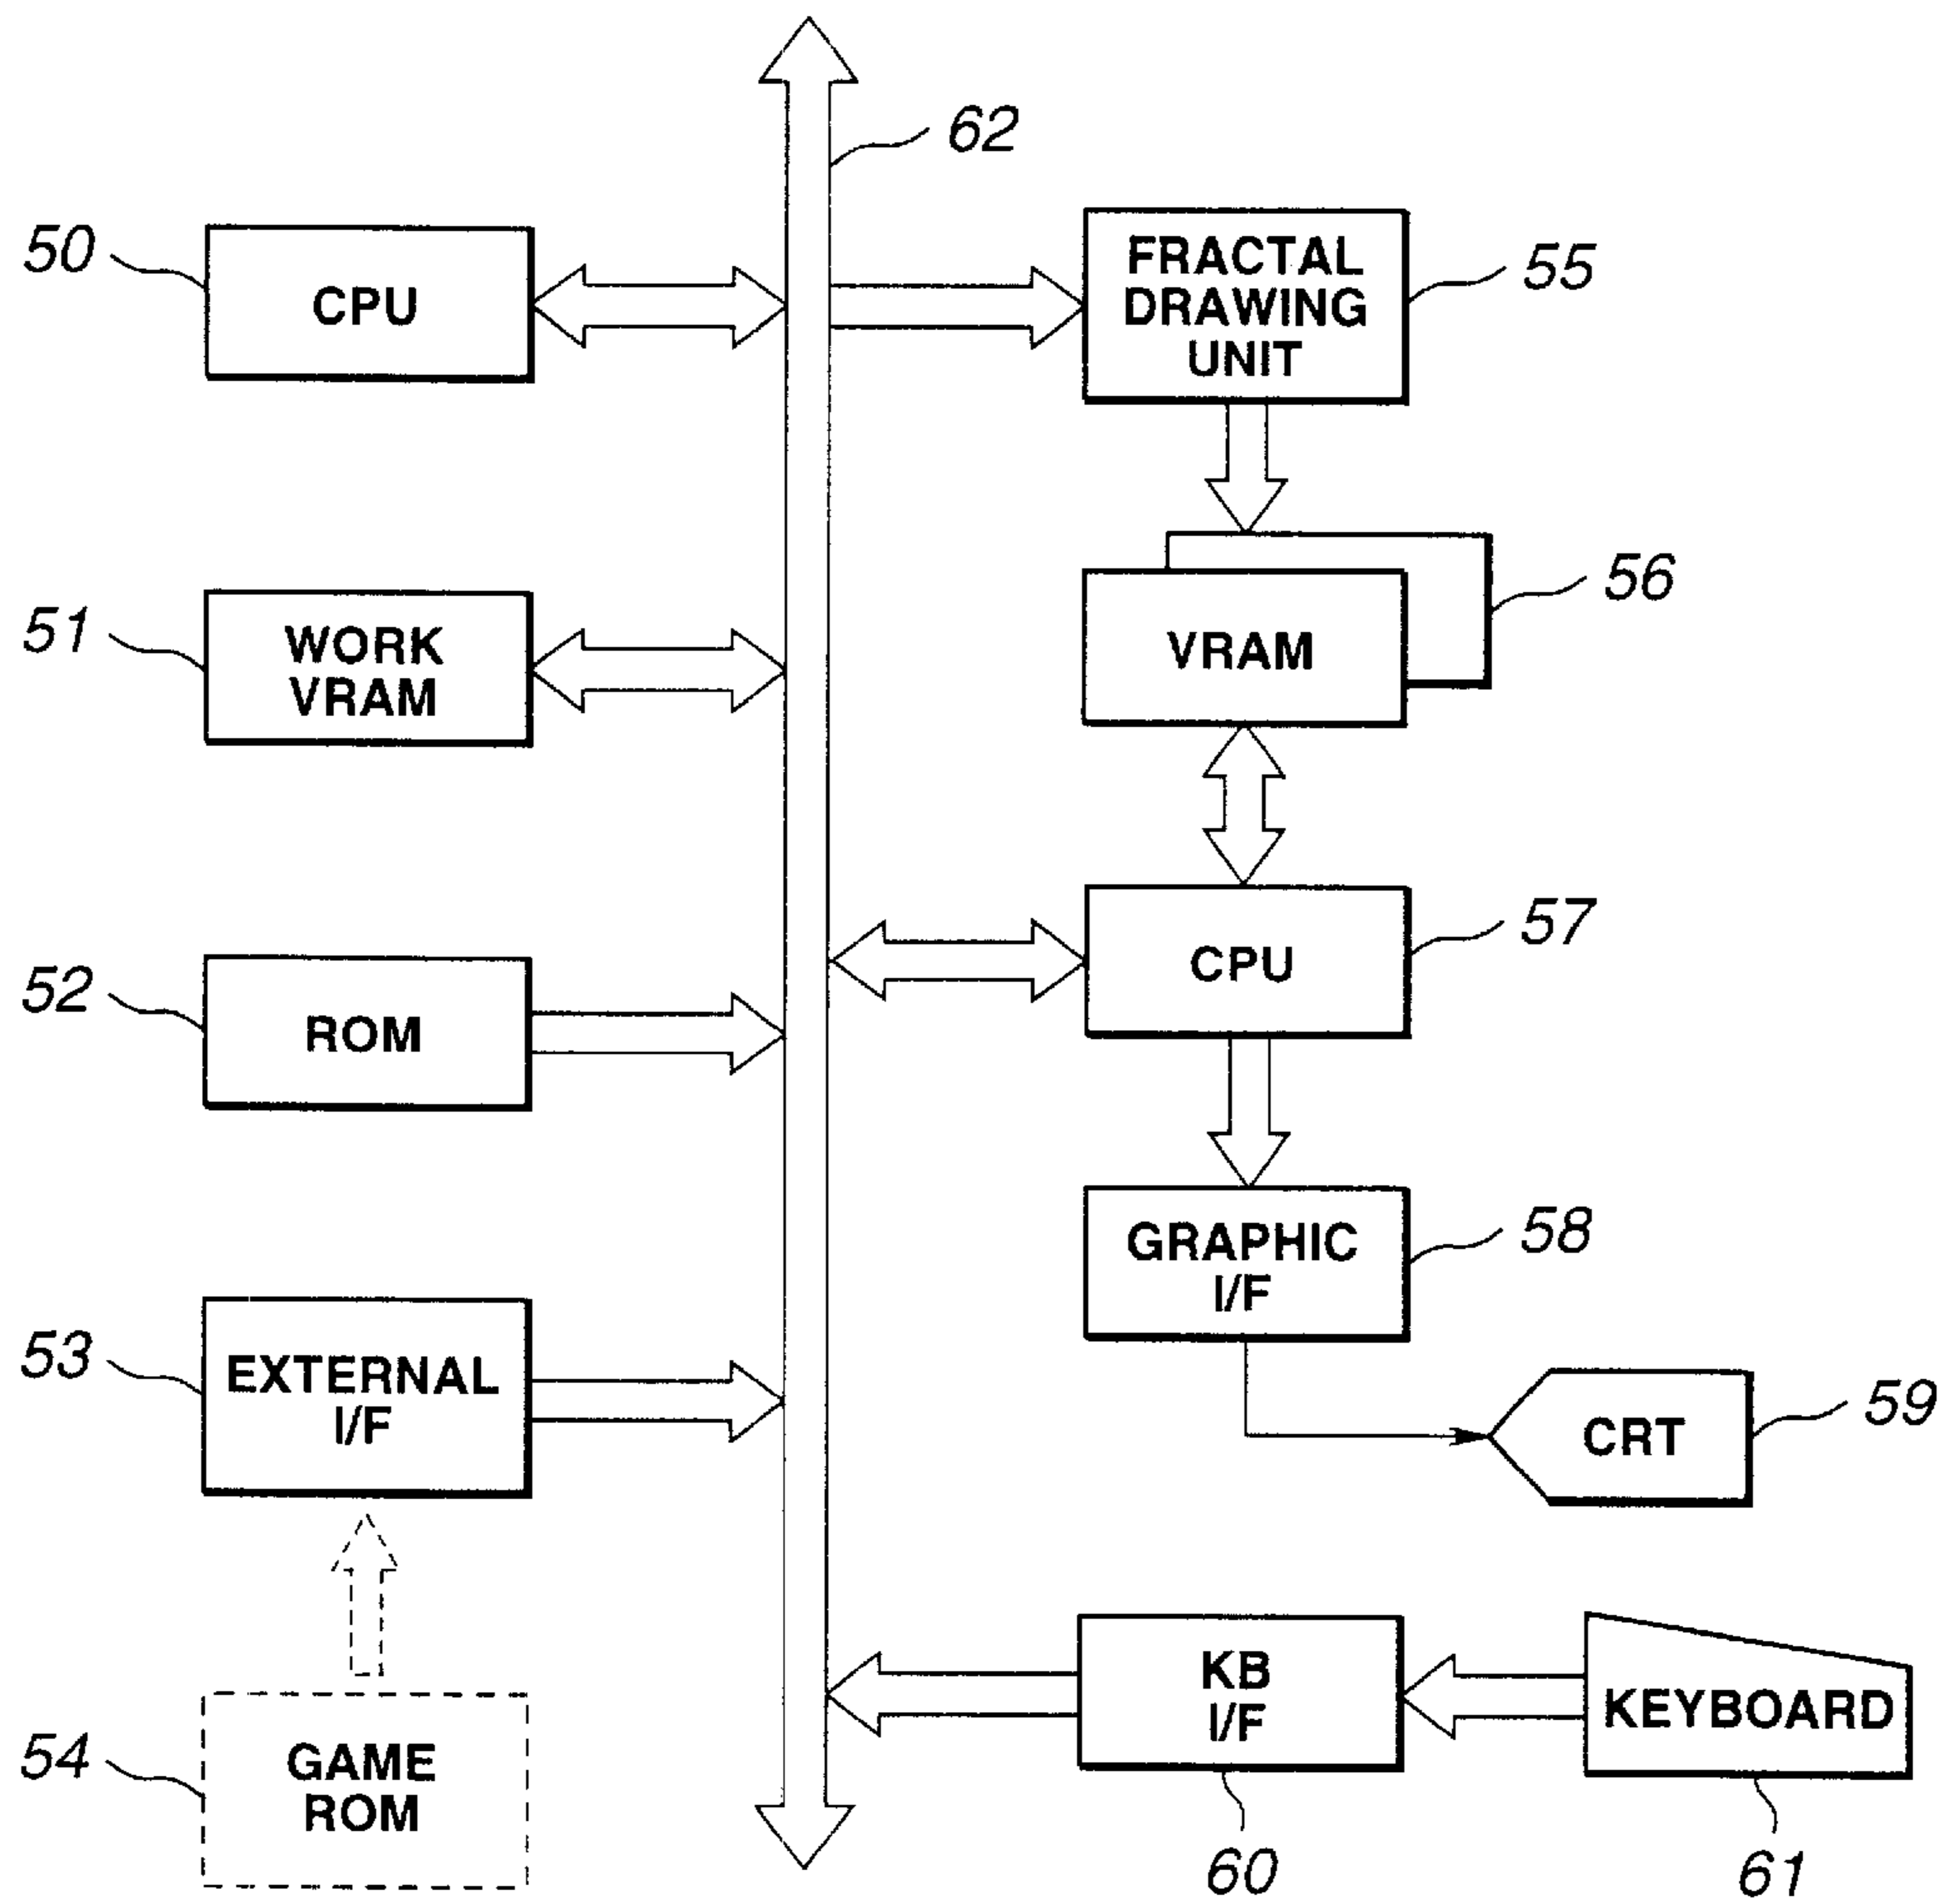 62
50
CPU
FRACTAL
DRAWING
UNIT
55
51
WORK
VRAM
VRAM
56
52
ROM
CPU
57
53
EXTERNAL
I/F
GRAPHIC
I/F
58
CRT
59
54
GAME
ROM
KB
I/F
KEYBOARD
60
61